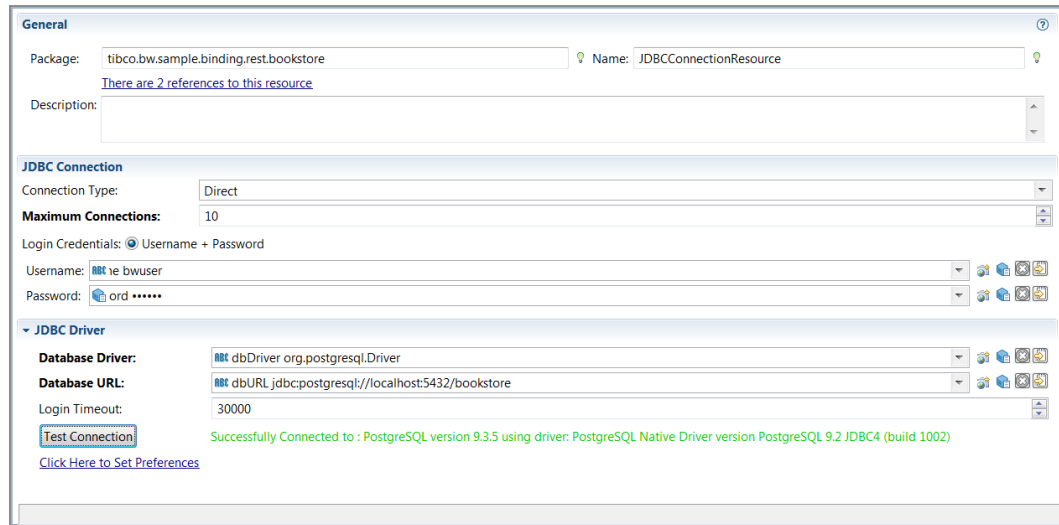 General
Package: tibco.bw.sample.binding.rest.bookstore Name: JDBCConnectionResource
There are 2 references to this resource
Description:
JDBC Connection
Connection Type: Direct
Maximum Connections: 10
Login Credentials: Username + Password
Username: ABC ne bwuser
Password: ord ••••••
JDBC Driver
Database Driver: ABC dbDriver org.postgresql.Driver
Database URL: ABC dbURL jdbc:postgresql://localhost:5432/bookstore
Login Timeout: 30000
Test Connection Successfully Connected to : PostgreSQL version 9.3.5 using driver: PostgreSQL Native Driver version PostgreSQL 9.2 JDBC4 (build 1002)
Click Here to Set Preferences